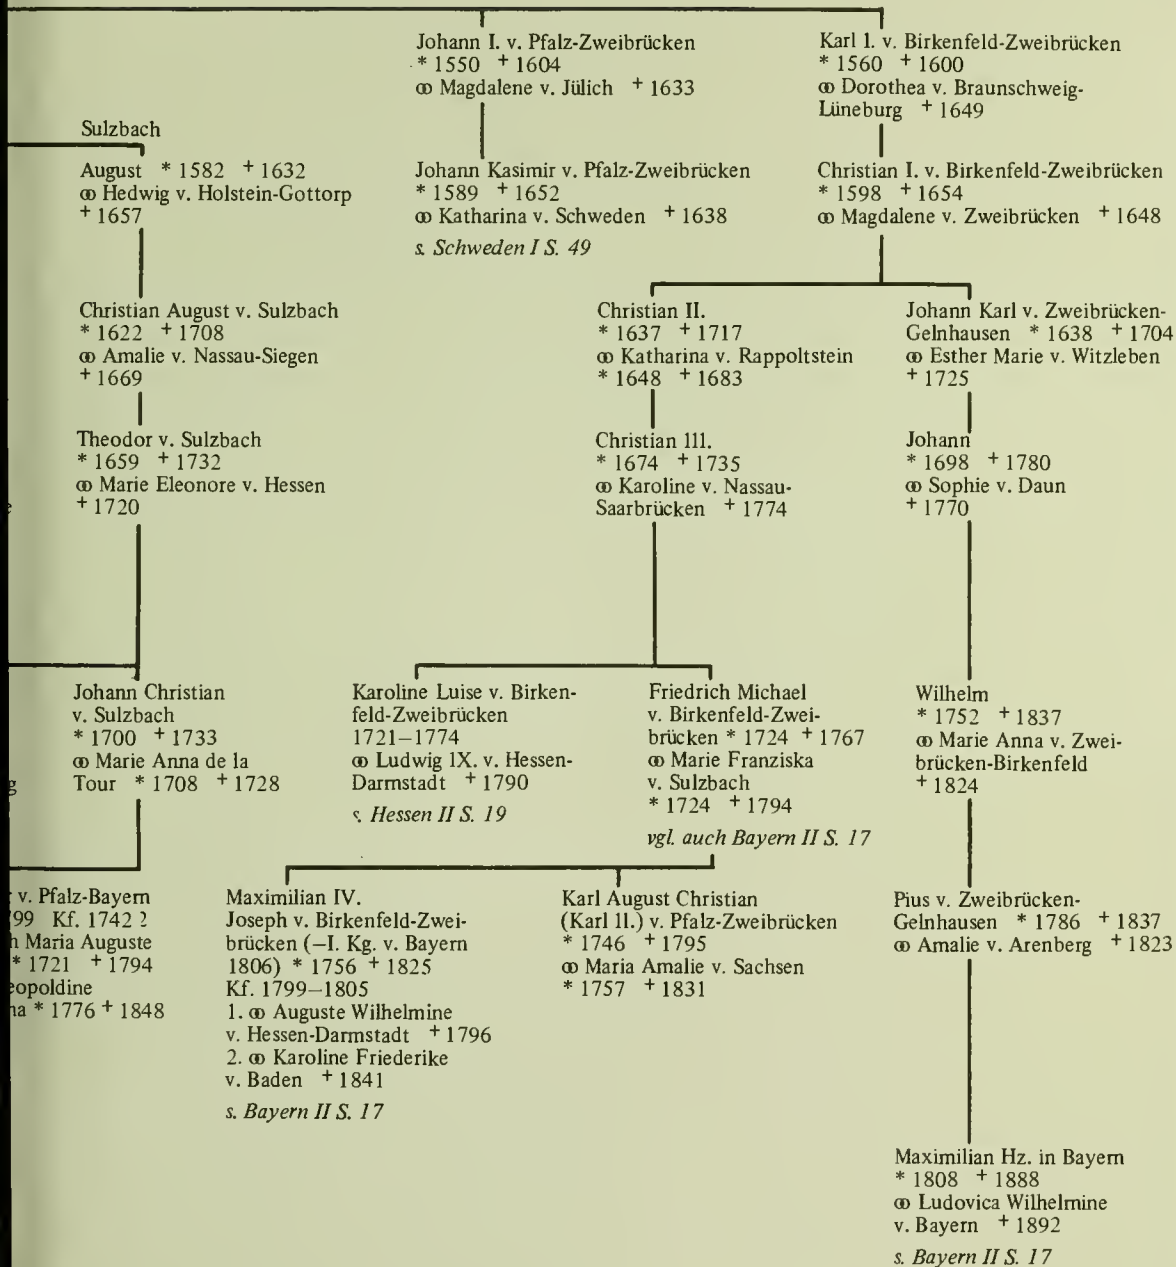 Johann I. v. Pfalz-Zweibrücken
* 1550 + 1604
⚭ Magdalene v. Jülich + 1633
Karl I. v. Birkenfeld-Zweibrücken
* 1560 + 1600
⚭ Dorothea v. Braunschweig-
Lüneburg + 1649
Sulzbach
August * 1582 + 1632
⚭ Hedwig v. Holstein-Gottorp
+ 1657
Johann Kasimir v. Pfalz-Zweibrücken
* 1589 + 1652
⚭ Katharina v. Schweden + 1638
s. Schweden I S. 49
Christian I. v. Birkenfeld-Zweibrücken
* 1598 + 1654
⚭ Magdalene v. Zweibrücken + 1648
Christian August v. Sulzbach
* 1622 + 1708
⚭ Amalie v. Nassau-Siegen
+ 1669
Christian II.
* 1637 + 1717
⚭ Katharina v. Rappoltstein
* 1648 + 1683
Johann Karl v. Zweibrücken-
Gelnhausen * 1638 + 1704
⚭ Esther Marie v. Witzleben
+ 1725
Theodor v. Sulzbach
* 1659 + 1732
⚭ Marie Eleonore v. Hessen
+ 1720
Christian III.
* 1674 + 1735
⚭ Karoline v. Nassau-
Saarbrücken + 1774
Johann
* 1698 + 1780
⚭ Sophie v. Daun
+ 1770
Johann Christian
v. Sulzbach
* 1700 + 1733
⚭ Marie Anna de la
Tour * 1708 + 1728
Karoline Luise v. Birken-
feld-Zweibrücken
1721–1774
⚭ Ludwig IX. v. Hessen-
Darmstadt + 1790
s. Hessen II S. 19
Friedrich Michael
v. Birkenfeld-Zwei-
brücken * 1724 + 1767
⚭ Marie Franziska
v. Sulzbach
* 1724 + 1794
vgl. auch Bayern II S. 17
Wilhelm
* 1752 + 1837
⚭ Marie Anna v. Zwei-
brücken-Birkenfeld
+ 1824
v. Pfalz-Bayern
99 Kf. 1742
Maria Auguste
* 1721 + 1794
eopoldine
na * 1776 + 1848
Maximilian IV.
Joseph v. Birkenfeld-Zwei-
brücken (–I. Kg. v. Bayern
1806) * 1756 + 1825
Kf. 1799–1805
1. ⚭ Auguste Wilhelmine
v. Hessen-Darmstadt + 1796
2. ⚭ Karoline Friederike
v. Baden + 1841
s. Bayern II S. 17
Karl August Christian
(Karl II.) v. Pfalz-Zweibrücken
* 1746 + 1795
⚭ Maria Amalie v. Sachsen
* 1757 + 1831
Pius v. Zweibrücken-
Gelnhausen * 1786 + 1837
⚭ Amalie v. Arenberg + 1823
Maximilian Hz. in Bayern
* 1808 + 1888
⚭ Ludovica Wilhelmine
v. Bayern + 1892
s. Bayern II S. 17